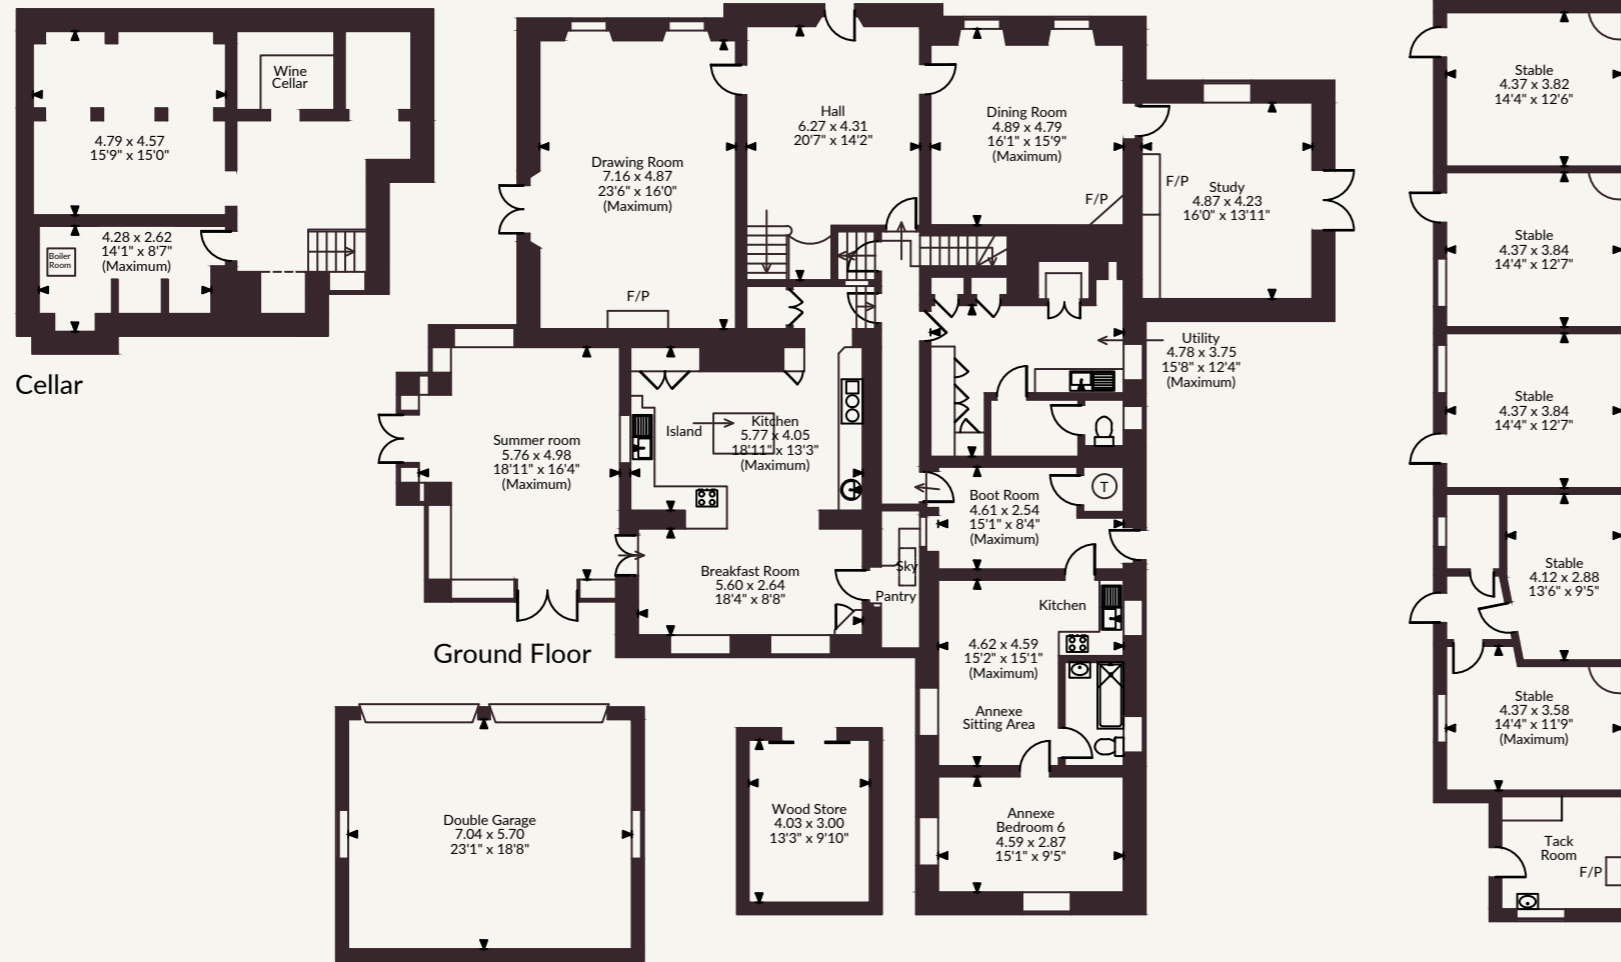 Wine
Cellar
4.79 x 4.57
15'9" x 15'0"
4.28 x 2.62
14'1" x 8'7"
(Maximum)
Boiler
Room
Cellar
Drawing Room
7.16 x 4.87
23'6" x 16'0"
(Maximum)
F/P
Hall
6.27 x 4.31
20'7" x 14'2"
Dining Room
4.89 x 4.79
16'1" x 15'9"
(Maximum)
F/P
F/P
Study
4.87 x 4.23
16'0" x 13'11"
Utility
4.78 x 3.75
15'8" x 12'4"
(Maximum)
Summer room
5.76 x 4.98
18'11" x 16'4"
(Maximum)
Island
Kitchen
5.77 x 4.05
18'11" x 13'3"
(Maximum)
Boot Room
4.61 x 2.54
15'1" x 8'4"
(Maximum)
T
Breakfast Room
5.60 x 2.64
18'4" x 8'8"
Sky
Pantry
Kitchen
4.62 x 4.59
15'2" x 15'1"
(Maximum)
Annexe
Sitting Area
Annexe
Bedroom 6
4.59 x 2.87
15'1" x 9'5"
Ground Floor
Double Garage
7.04 x 5.70
23'1" x 18'8"
Wood Store
4.03 x 3.00
13'3" x 9'10"
Stable
4.37 x 3.82
14'4" x 12'6"
Stable
4.37 x 3.84
14'4" x 12'7"
Stable
4.37 x 3.84
14'4" x 12'7"
Stable
4.12 x 2.88
13'6" x 9'5"
Stable
4.37 x 3.58
14'4" x 11'9"
(Maximum)
Tack
Room
F/P